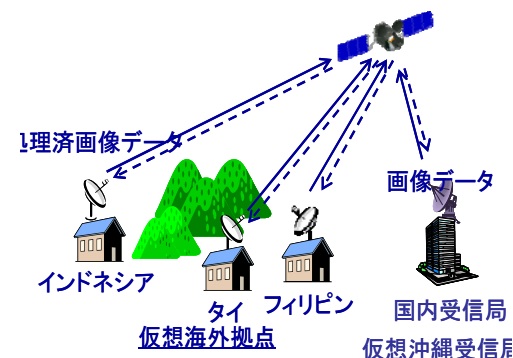 処理済画像データ
画像データ
インドネシア
タイ
フィリピン
国内受信局
仮想海外拠点
仮想沖縄受信局